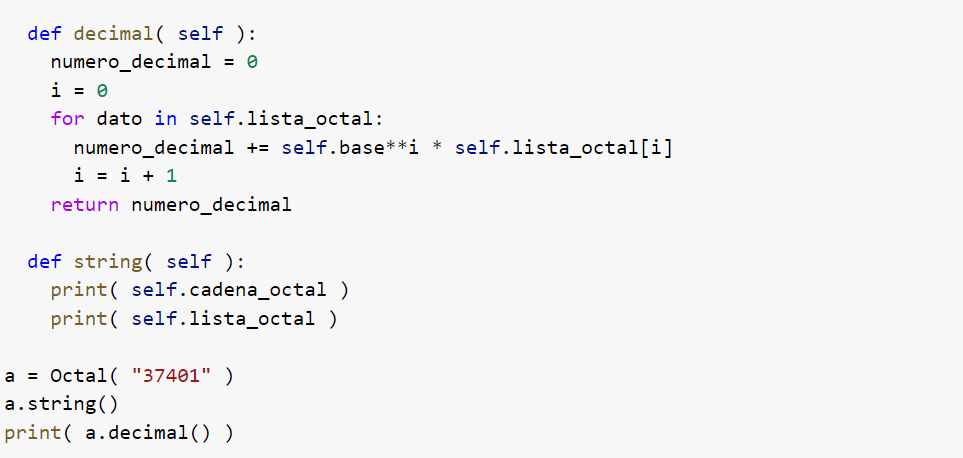 def decimal( self ):
numero_decimal = 0
i = 0
for dato in self.lista_octal:
numero_decimal += self.base**i * self.lista_octal[i]
i = i + 1
return numero_decimal
def string( self ):
print( self.cadena_octal )
print( self.lista_octal )
a = Octal( "37401" )
a.string()
print( a.decimal() )